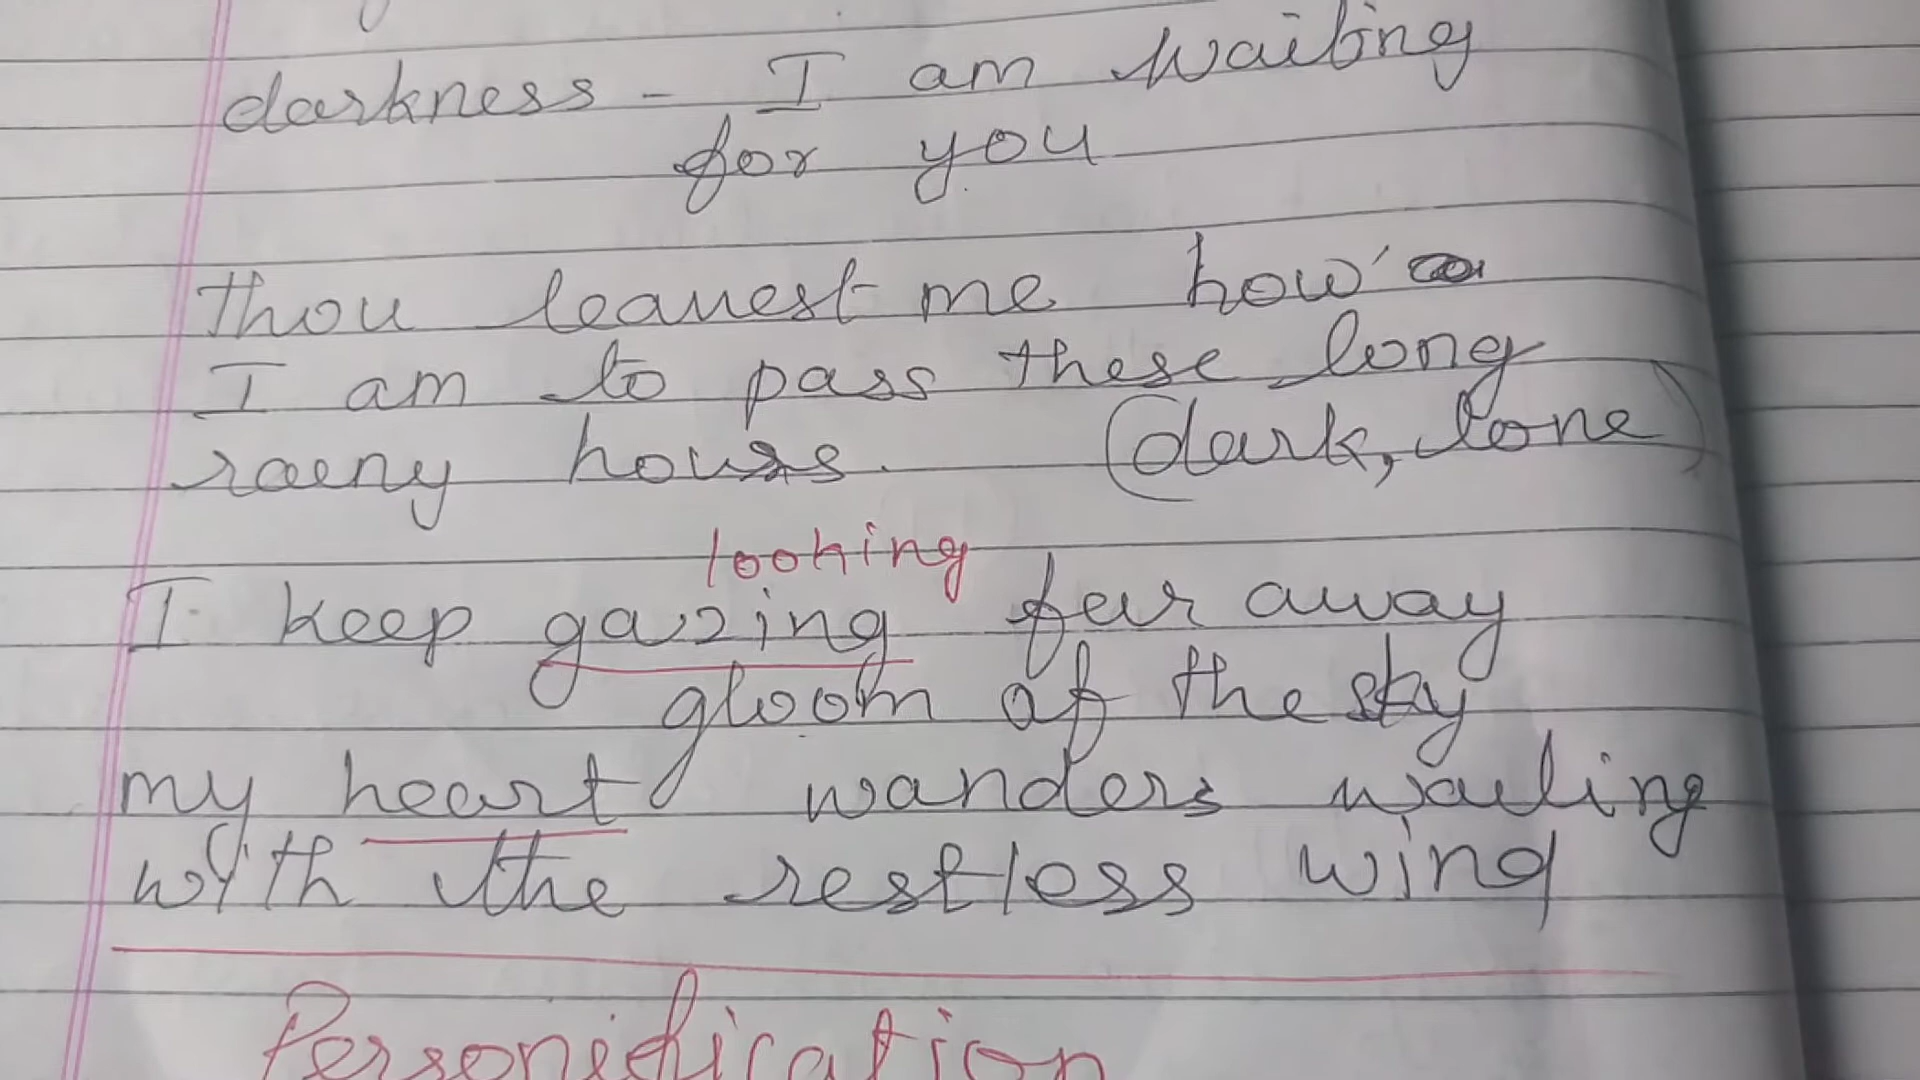 darkness - I am waiting
for you
thou leavest me how
I am to pass these long
rainy hours. (dark, lone)
looking
I keep gazing far away
gloom of the sky
my heart wanders wailing
with the restless wind
Personification